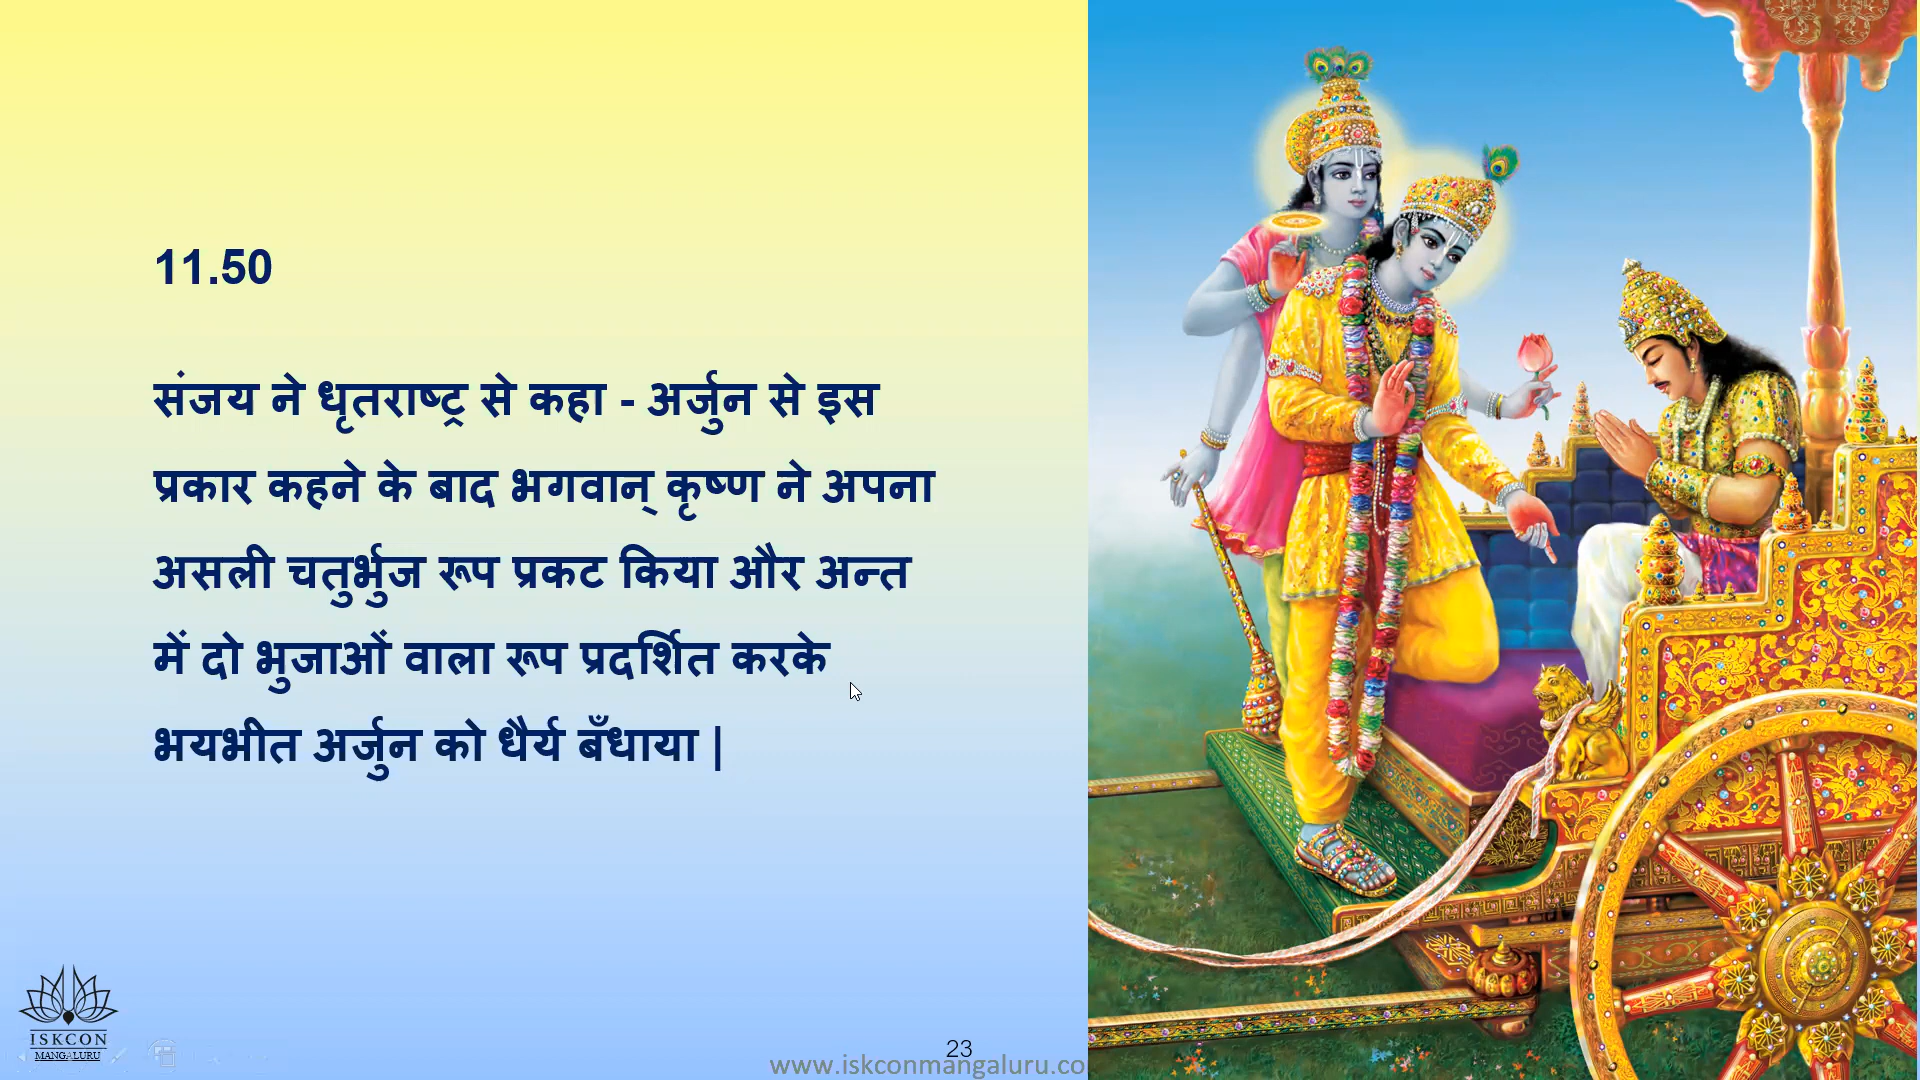 11.50
संजय ने धृतराष्ट्र से कहा - अर्जुन से इस
प्रकार कहने के बाद भगवान् कृष्ण ने अपना
असली चतुर्भुज रूप प्रकट किया और अन्त
में दो भुजाओं वाला रूप प्रदर्शित करके
भयभीत अर्जुन को धैर्य बँधाया |
ISKCON
MANGALURU
23
www.iskconmangaluru.co